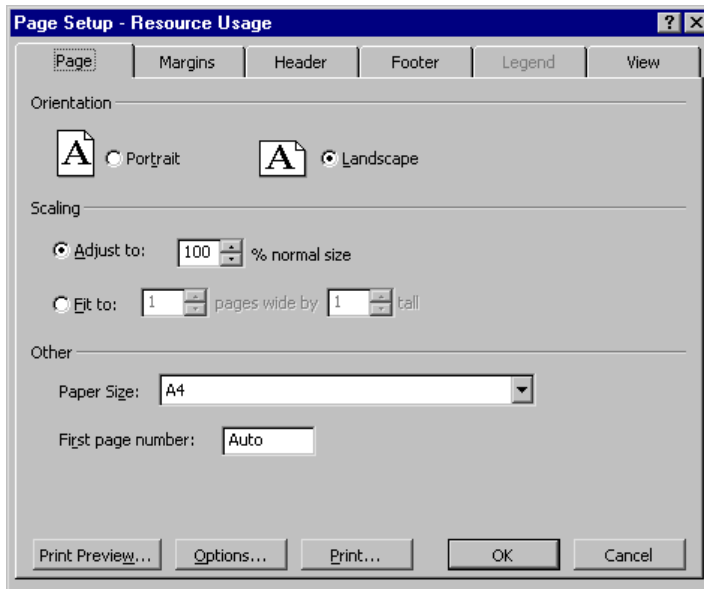 Page Setup - Resource Usage
Page Margins Header Footer Legend View
Orientation
A Portrait A Landscape
Scaling
Adjust to: 100 % normal size
Fit to: 1 pages wide by 1 tall
Other
Paper Size: A4
First page number: Auto
Print Preview... Options... Print... OK Cancel